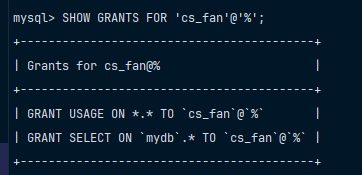 mysql> SHOW GRANTS FOR 'cs_fan'@'%';
+-----------------------------------------+
| Grants for cs_fan@%                     |
+-----------------------------------------+
| GRANT USAGE ON *.* TO `cs_fan`@`%`      |
| GRANT SELECT ON `mydb`.* TO `cs_fan`@`%` |
+-----------------------------------------+